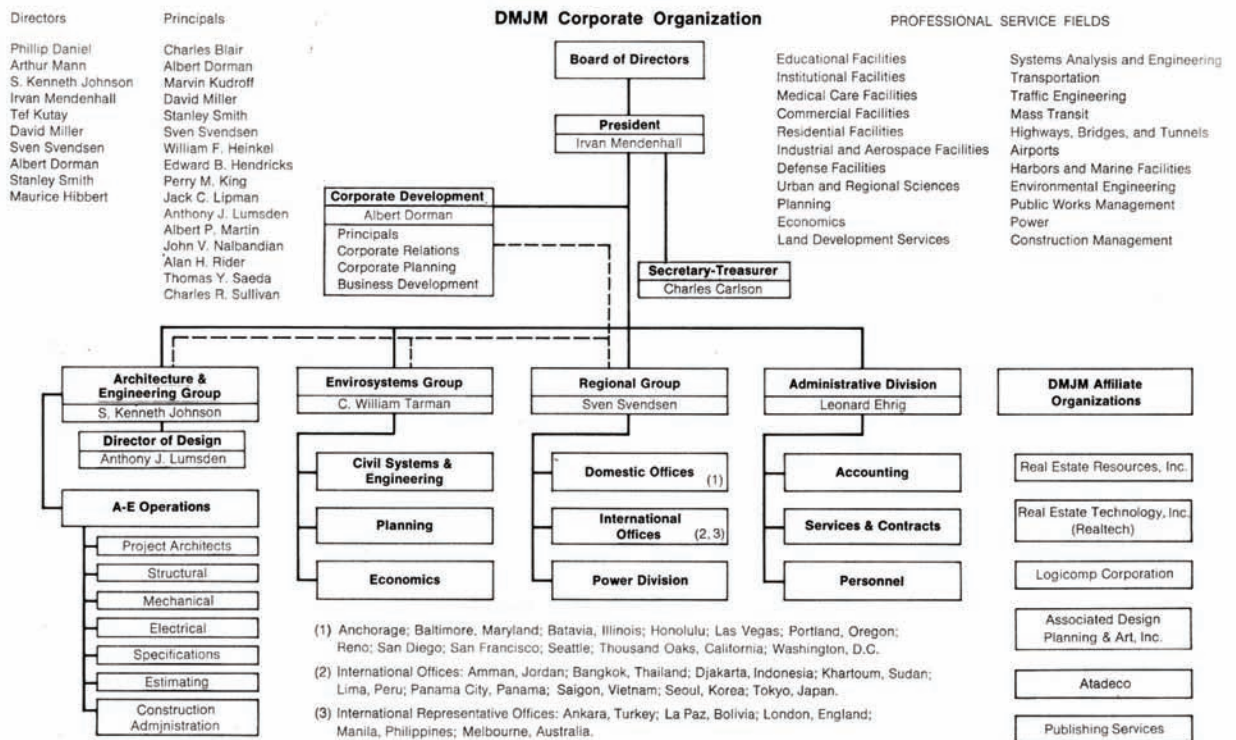 DMJM Corporate Organization
Directors
Phillip Daniel
Arthur Mann
S. Kenneth Johnson
Irvan Mendenhall
Tef Kutay
David Miller
Sven Svendsen
Albert Dorman
Stanley Smith
Maurice Hibbert
Principals
Charles Blair
Albert Dorman
Marvin Kudroff
David Miller
Stanley Smith
Sven Svendsen
William F. Heinkel
Edward B. Hendricks
Perry M. King
Jack C. Lipman
Anthony J. Lumsden
Albert P. Martin
John V. Nalbandian
Alan H. Rider
Thomas Y. Saeda
Charles R. Sullivan
Board of Directors
President
Irvan Mendenhall
Corporate Development
Albert Dorman
Principals
Corporate Relations
Corporate Planning
Business Development
Secretary-Treasurer
Charles Carlson
PROFESSIONAL SERVICE FIELDS
Educational Facilities
Institutional Facilities
Medical Care Facilities
Commercial Facilities
Residential Facilities
Industrial and Aerospace Facilities
Defense Facilities
Urban and Regional Sciences
Planning
Economics
Land Development Services
Systems Analysis and Engineering
Transportation
Traffic Engineering
Mass Transit
Highways, Bridges, and Tunnels
Airports
Harbors and Marine Facilities
Environmental Engineering
Public Works Management
Power
Construction Management
Architecture &
Engineering Group
S. Kenneth Johnson
Director of Design
Anthony J. Lumsden
A-E Operations
Project Architects
Structural
Mechanical
Electrical
Specifications
Estimating
Construction
Administration
Envirosystems Group
C. William Tarman
Civil Systems &
Engineering
Planning
Economics
Regional Group
Sven Svendsen
Domestic Offices (1)
International
Offices (2, 3)
Power Division
Administrative Division
Leonard Ehrig
Accounting
Services & Contracts
Personnel
DMJM Affiliate
Organizations
Real Estate Resources, Inc.
Real Estate Technology, Inc.
(Realtech)
Logicomp Corporation
Associated Design
Planning & Art, Inc.
Atadeco
Publishing Services
(1) Anchorage; Baltimore, Maryland; Batavia, Illinois; Honolulu; Las Vegas; Portland, Oregon;
Reno; San Diego; San Francisco; Seattle; Thousand Oaks, California; Washington, D.C.
(2) International Offices: Amman, Jordan; Bangkok, Thailand; Djakarta, Indonesia; Khartoum, Sudan;
Lima, Peru; Panama City, Panama; Saigon, Vietnam; Seoul, Korea; Tokyo, Japan.
(3) International Representative Offices: Ankara, Turkey; La Paz, Bolivia; London, England;
Manila, Philippines; Melbourne, Australia.